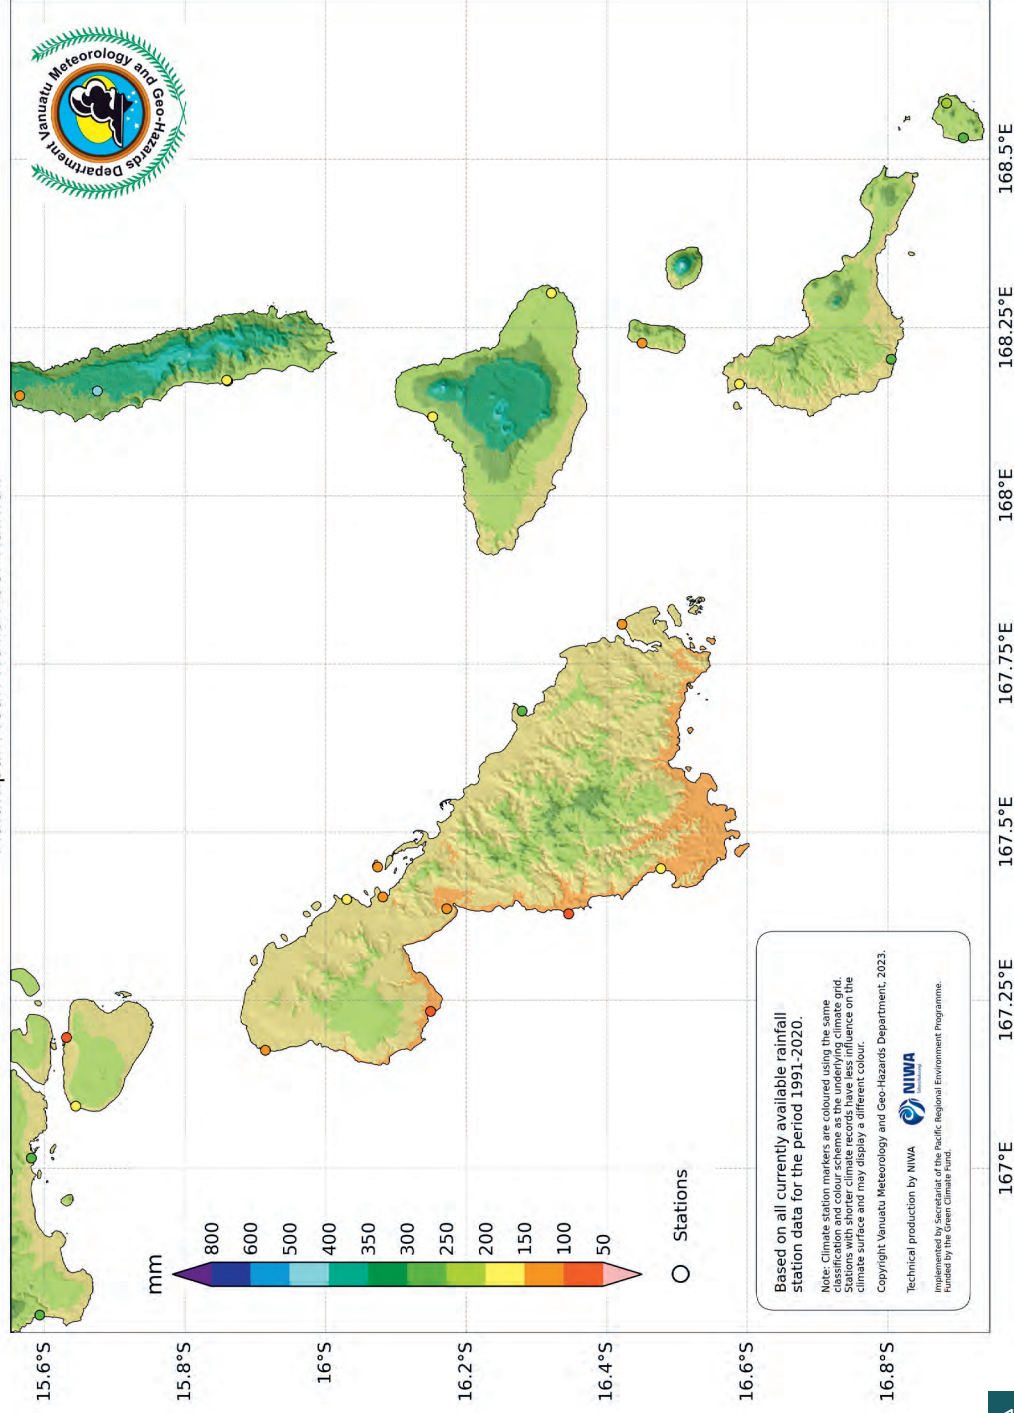 Vanuatu Meteorology and Geo-Hazards Department
15.6°S
15.8°S
16°S
16.2°S
16.4°S
16.6°S
16.8°S
167°E
167.25°E
167.5°E
167.75°E
168°E
168.25°E
168.5°E
mm
800
600
500
400
350
300
250
200
150
100
50
Stations
Based on all currently available rainfall
station data for the period 1991-2020.
Note: Climate station markers are coloured using the same
classification and colour scheme as the underlying climate grid.
Stations with shorter climate records have less influence on the
climate surface and may display a different colour.
Copyright Vanuatu Meteorology and Geo-Hazards Department, 2023.
Technical production by NIWA
NIWA
Implemented by Secretariat of the Pacific Regional Environment Programme.
Funded by the Green Climate Fund.